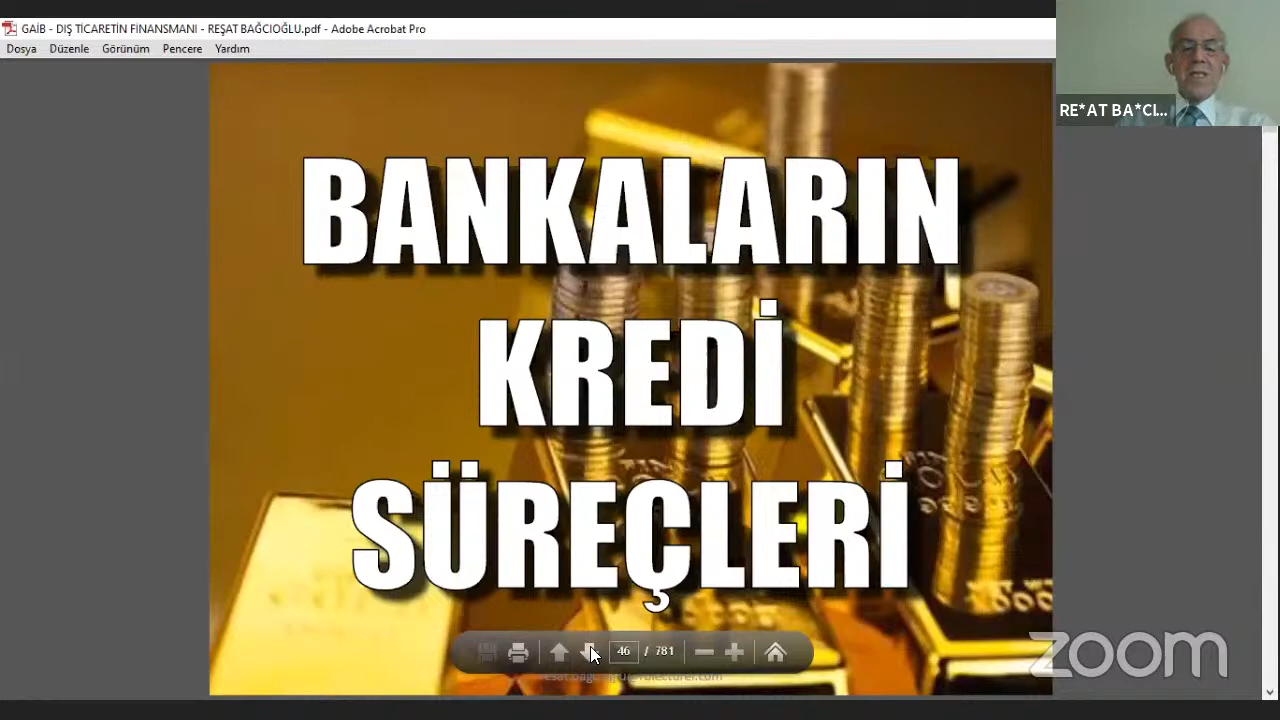 GAİB - DIŞ TİCARETİN FİNANSMANI - REŞAT BAĞCIOĞLU.pdf - Adobe Acrobat Pro
Dosya Düzenle Görünüm Pencere Yardım
RE*AT BA*CI...
BANKALARIN
KREDİ
SÜREÇLERİ
46 / 781
zoom